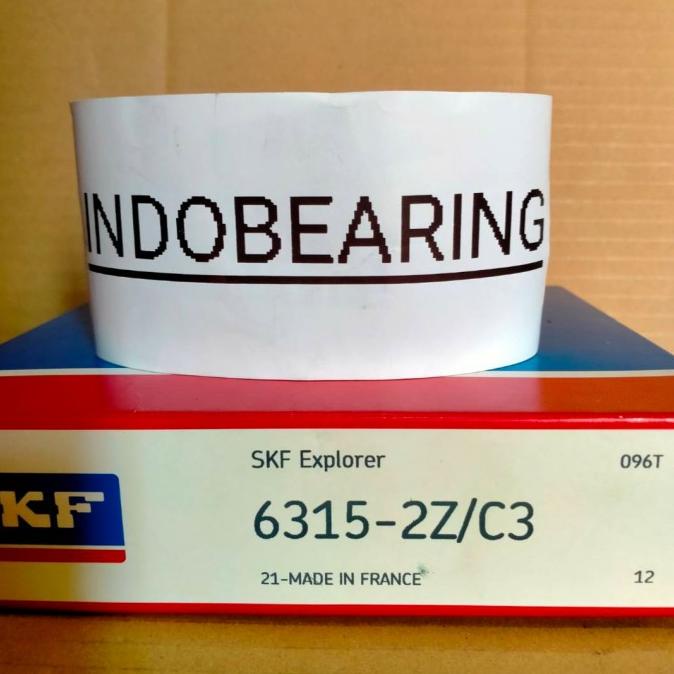 INDOBEARING
SKF Explorer
096T
6315-2Z/C3
SKF
21-MADE IN FRANCE
12